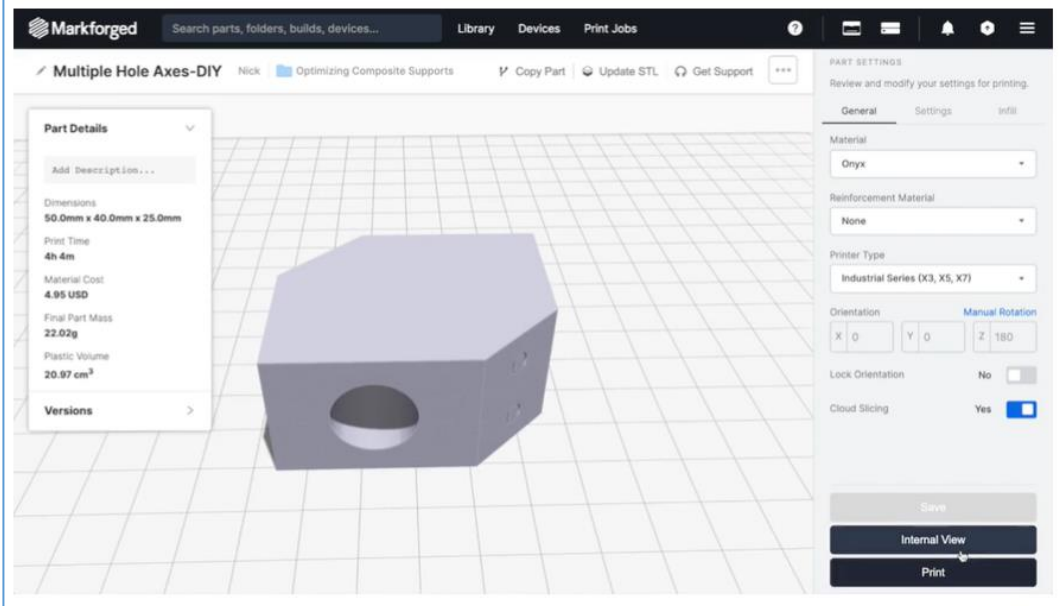 Markforged
Search parts, folders, builds, devices...
Library
Devices
Print Jobs
Multiple Hole Axes-DIY
Nick
Optimizing Composite Supports
Copy Part
Update STL
Get Support
Part Details
Add Description...
Dimensions
50.0mm x 40.0mm x 25.0mm
Print Time
4h 4m
Material Cost
4.95 USD
Final Part Mass
22.02g
Plastic Volume
20.97 cm³
Versions
PART SETTINGS
Review and modify your settings for printing.
General Settings Infill
Material
Onyx
Reinforcement Material
None
Printer Type
Industrial Series (X3, X5, X7)
Orientation Manual Rotation
X 0 Y 0 Z 180
Lock Orientation No
Cloud Slicing Yes
Save
Internal View
Print